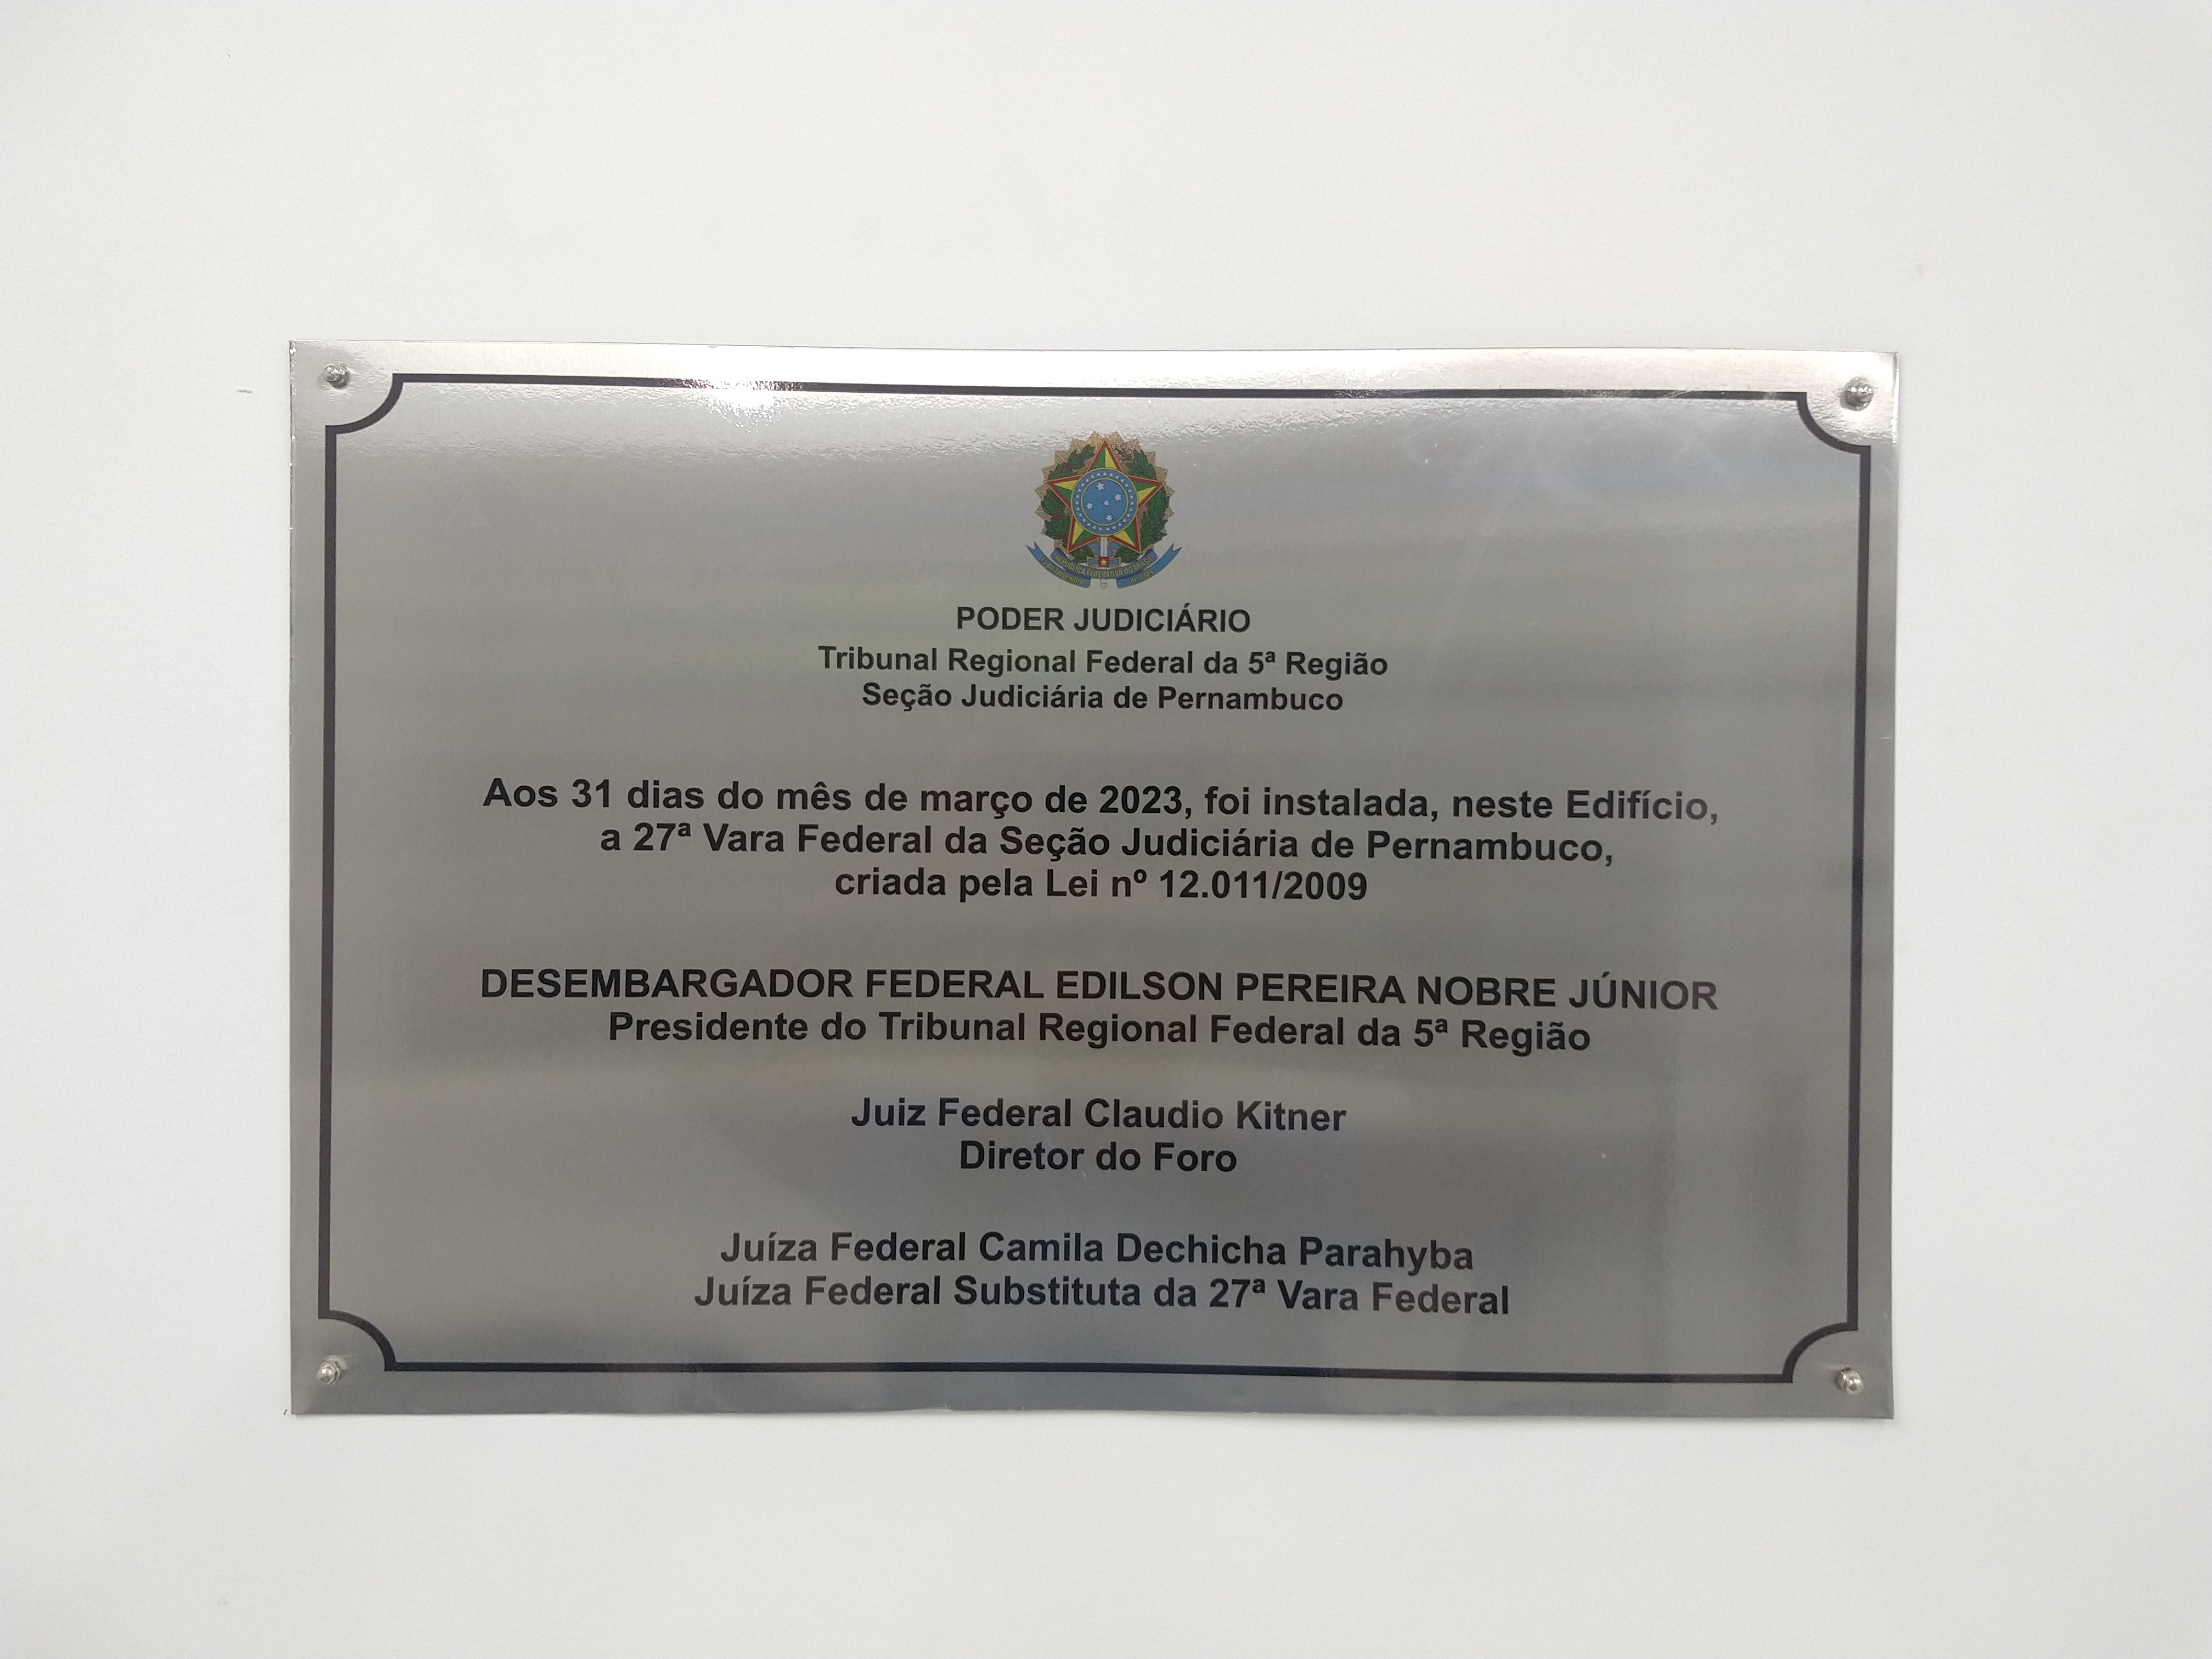 PODER JUDICIÁRIO
Tribunal Regional Federal da 5ª Região
Seção Judiciária de Pernambuco
Aos 31 dias do mês de março de 2023, foi instalada, neste Edifício,
a 27ª Vara Federal da Seção Judiciária de Pernambuco,
criada pela Lei nº 12.011/2009
DESEMBARGADOR FEDERAL EDILSON PEREIRA NOBRE JÚNIOR
Presidente do Tribunal Regional Federal da 5ª Região
Juiz Federal Claudio Kitner
Diretor do Foro
Juíza Federal Camila Dechicha Parahyba
Juíza Federal Substituta da 27ª Vara Federal